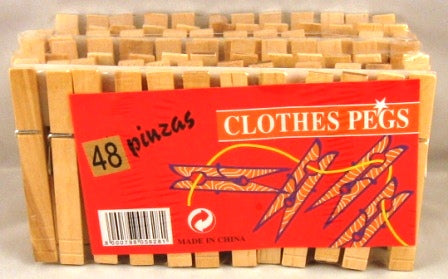 48 pinzas
CLOTHES PEGS
MADE IN CHINA